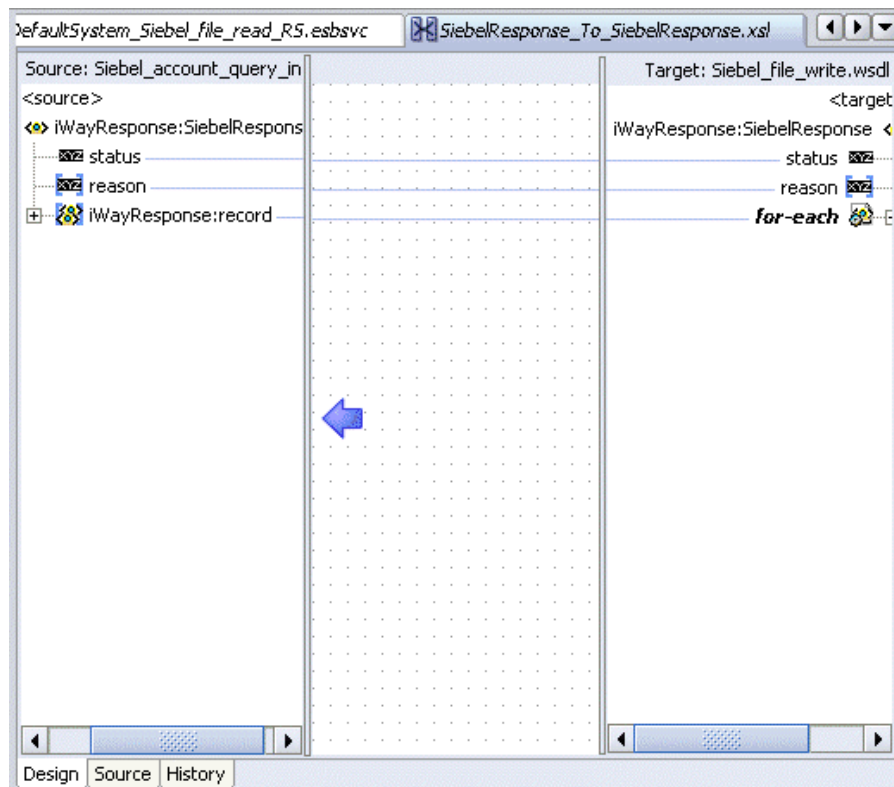 DefaultSystem_Siebel_file_read_RS.esbsvc
SiebelResponse_To_SiebelResponse.xsl
Source: Siebel_account_query_in
Target: Siebel_file_write.wsdl
<source>
<target
iWayResponse:SiebelRespons
iWayResponse:SiebelResponse
status
status
reason
reason
iWayResponse:record
for-each
Design
Source
History